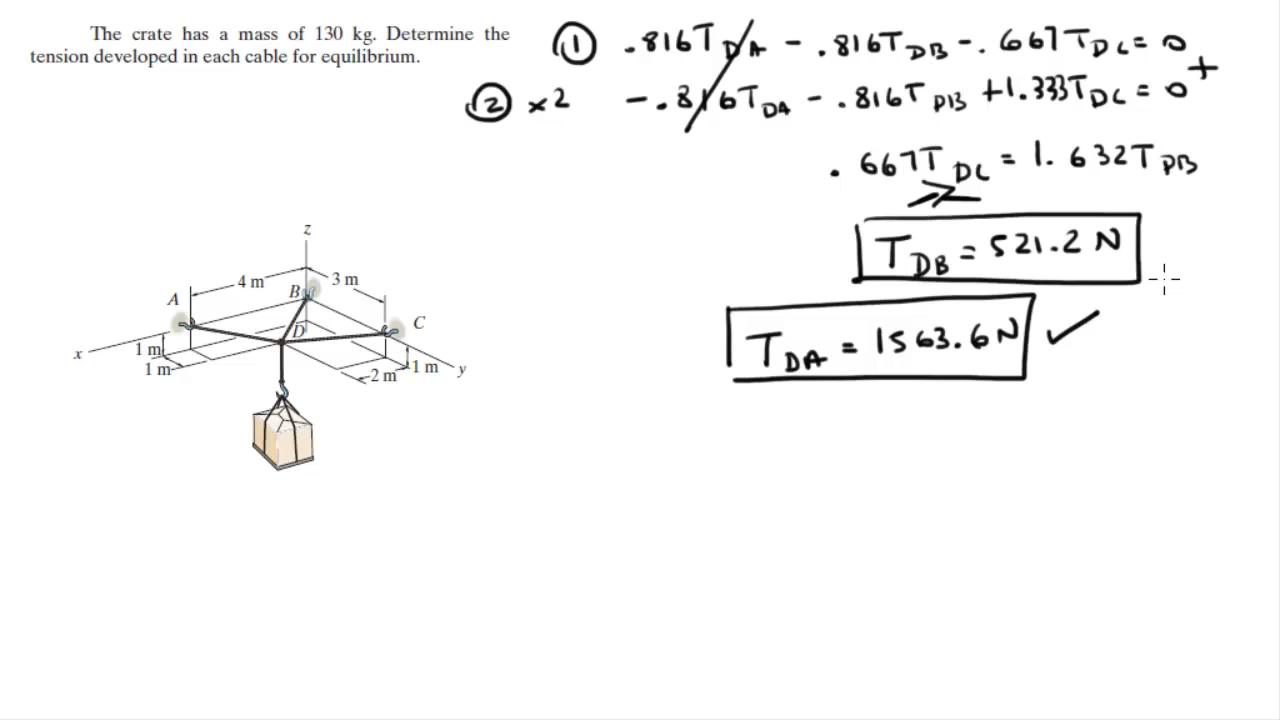 The crate has a mass of 130 kg. Determine the
tension developed in each cable for equilibrium.
① .816T DA - .816T DB - .667T DC = 0
② ×2 - .816T DA - .816T DB + 1.333T DC = 0 +
.667T DC = 1.632T DB
T DB = 521.2 N
T DA = 1563.6 N ✓
z
4 m
3 m
A
B
D
C
x
1 m
1 m
2 m
1 m
y